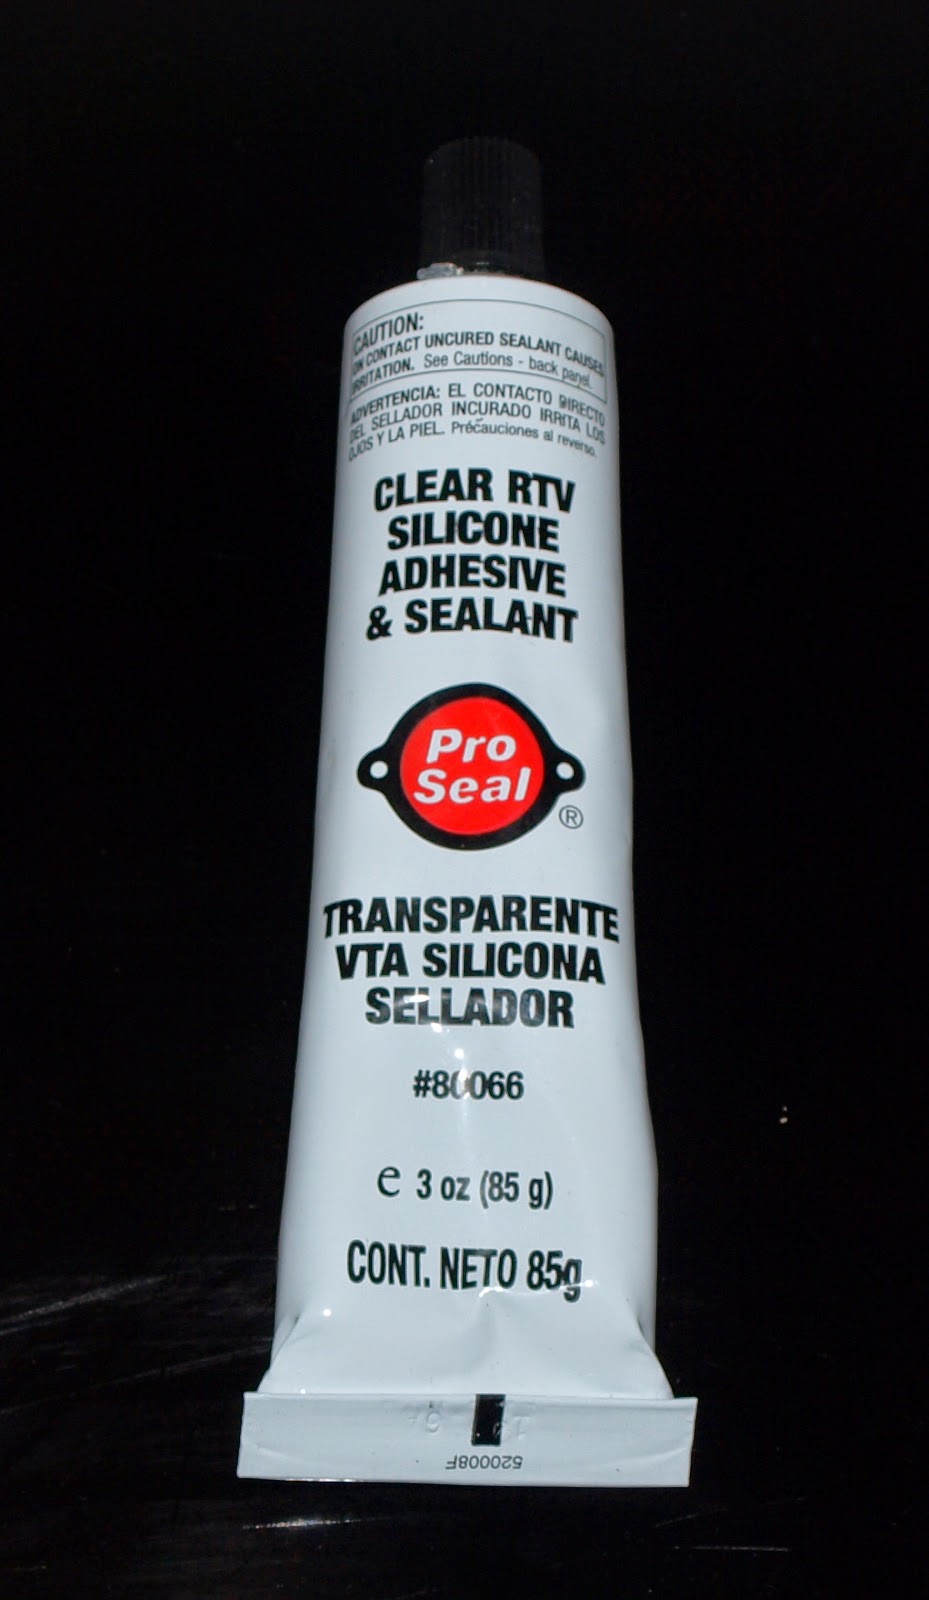 CAUTION:
ON CONTACT UNCURED SEALANT CAUSES
IRRITATION. See Cautions - back panel.
ADVERTENCIA: EL CONTACTO DIRECTO
DEL SELLADOR INCURADO IRRITA LOS
OJOS Y LA PIEL. Précauciones al reverso.
CLEAR RTV
SILICONE
ADHESIVE
& SEALANT
Pro
Seal
®
TRANSPARENTE
VTA SILICONA
SELLADOR
#80066
e 3 oz (85 g)
CONT. NETO 85g
520008F